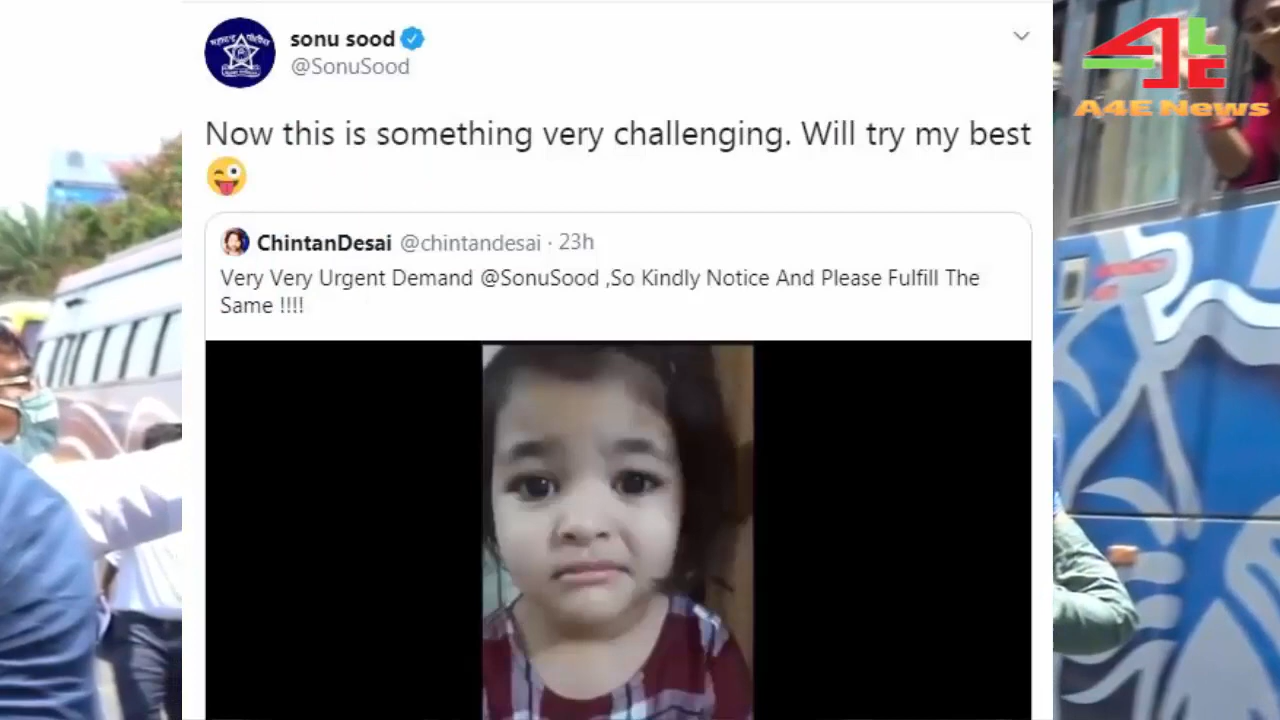 sonu sood
@SonuSood
Now this is something very challenging. Will try my best
😜
ChintanDesai @chintandesai · 23h
Very Very Urgent Demand @SonuSood ,So Kindly Notice And Please Fulfill The
Same !!!!
A4E
A4E News